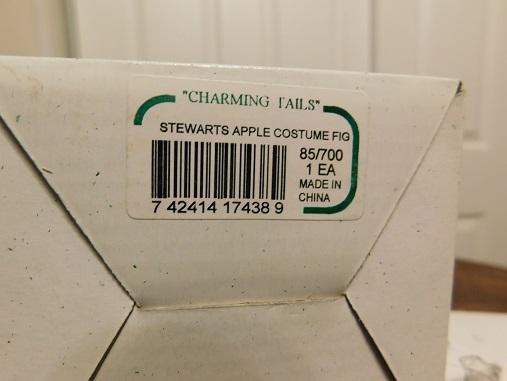 "CHARMING TAILS"
STEWARTS APPLE COSTUME FIG
85/700
1 EA
MADE IN
CHINA
7 42414 17438 9